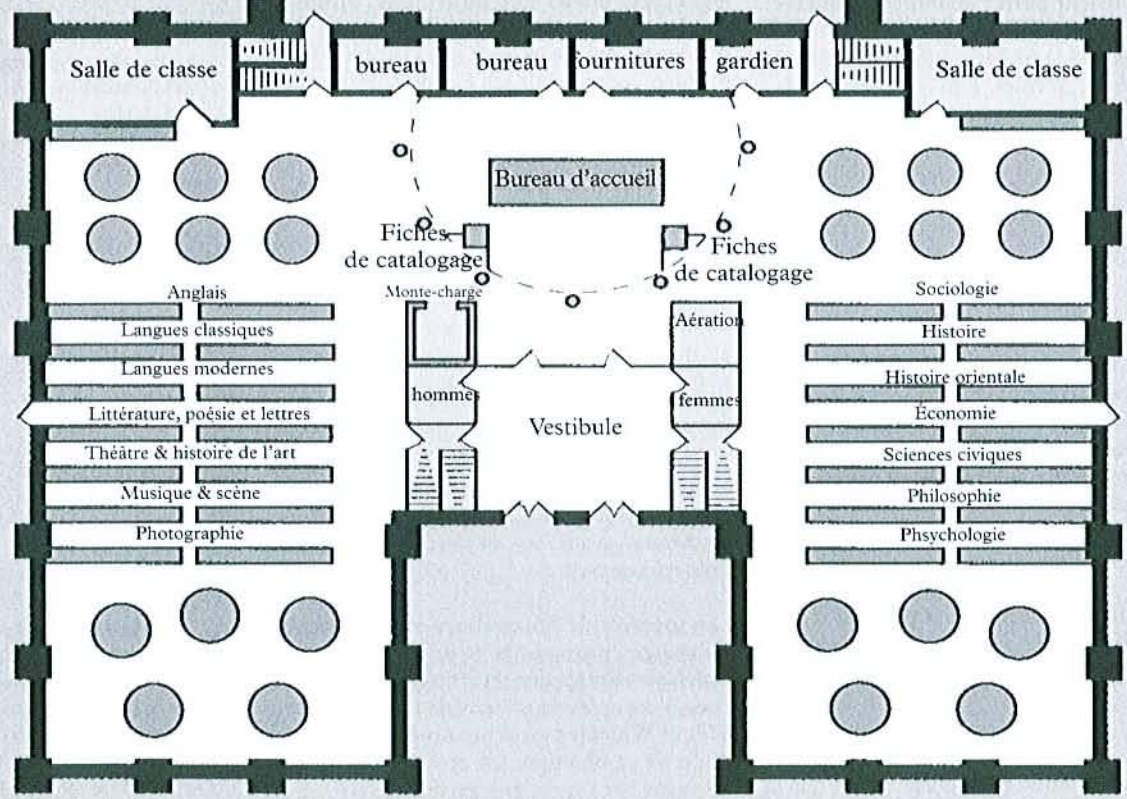 Salle de classe
bureau
bureau
fournitures
gardien
Salle de classe
Bureau d'accueil
Fiches
de catalogage
Fiches
de catalogage
Anglais
Monte-charge
Sociologie
Langues classiques
Aération
Histoire
Langues modernes
Histoire orientale
hommes
femmes
Littérature, poésie et lettres
Vestibule
Économie
Théâtre & histoire de l'art
Sciences civiques
Musique & scène
Philosophie
Photographie
Phsychologie